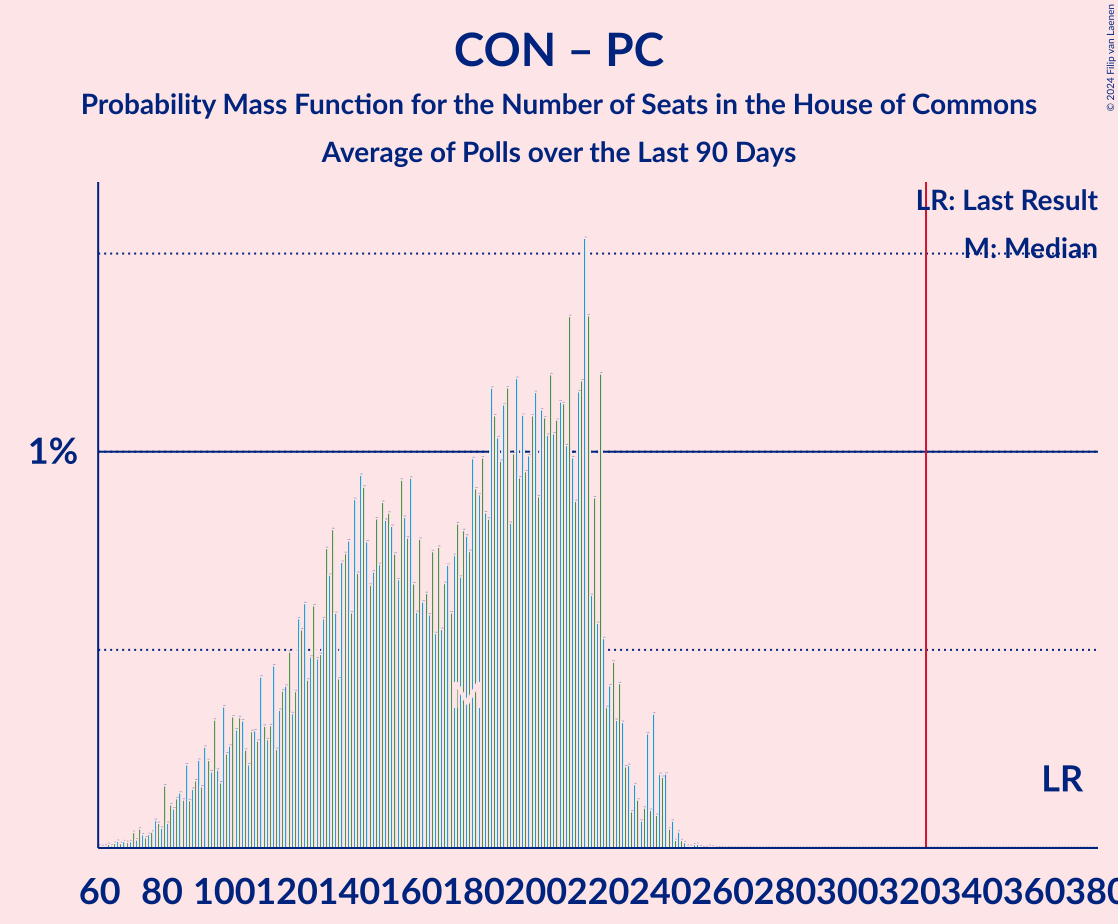 CON – PC
Probability Mass Function for the Number of Seats in the House of Commons
Average of Polls over the Last 90 Days
© 2024 Filip van Laenen
LR: Last Result
M: Median
1%
M
LR
60 80 100 120 140 160 180 200 220 240 260 280 300 320 340 360 380